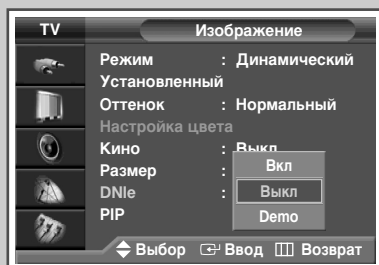 TV Изображение
Режим : Динамический
Установленный
Оттенок : Нормальный
Настройка цвета
Кино : Выкл
Размер :
DNIe :
PIP
Вкл
Выкл
Demo
Выбор Ввод Возврат